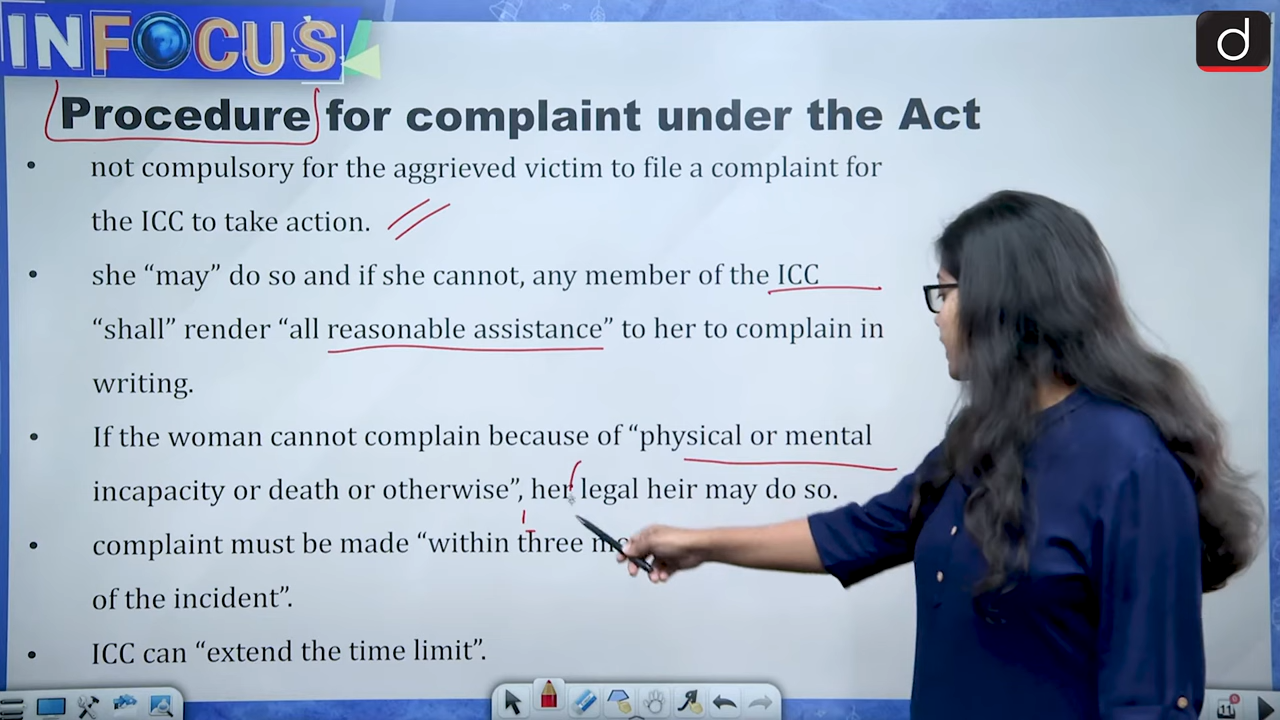 INFOCUS
d
Procedure for complaint under the Act
• not compulsory for the aggrieved victim to file a complaint for
the ICC to take action.
• she “may” do so and if she cannot, any member of the ICC
“shall” render “all reasonable assistance” to her to complain in
writing.
• If the woman cannot complain because of “physical or mental
incapacity or death or otherwise”, her legal heir may do so.
• complaint must be made “within three
of the incident”.
• ICC can “extend the time limit”.
11